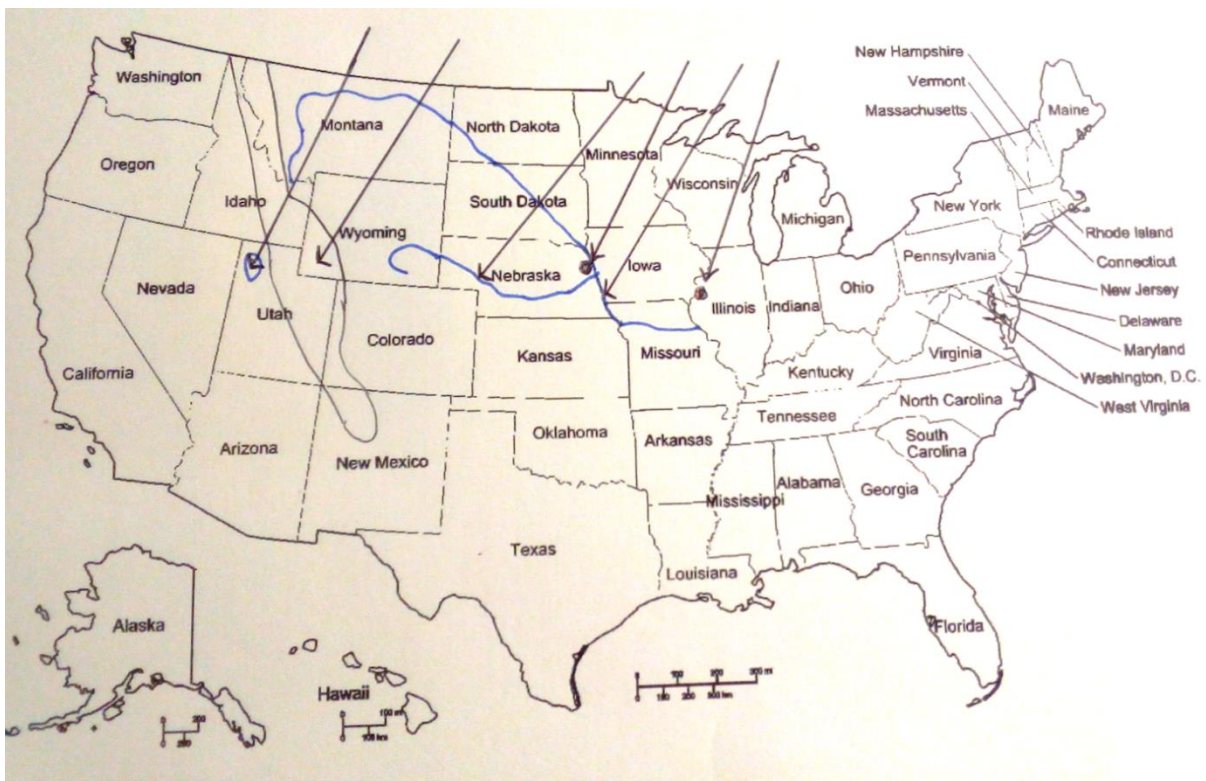 New Hampshire
Vermont
Massachusetts
Washington
Montana
North Dakota
Minnesota
Maine
Oregon
Idaho
South Dakota
Wisconsin
Michigan
New York
Wyoming
Rhode Island
Pennsylvania
Connecticut
Nevada
Nebraska
Iowa
Ohio
New Jersey
Utah
Illinois
Indiana
Delaware
Colorado
Kansas
Missouri
Virginia
Maryland
California
Kentucky
Washington, D.C.
North Carolina
West Virginia
Tennessee
Arizona
Oklahoma
Arkansas
South
Carolina
New Mexico
Mississippi
Alabama
Georgia
Texas
Louisiana
Alaska
Florida
Hawaii